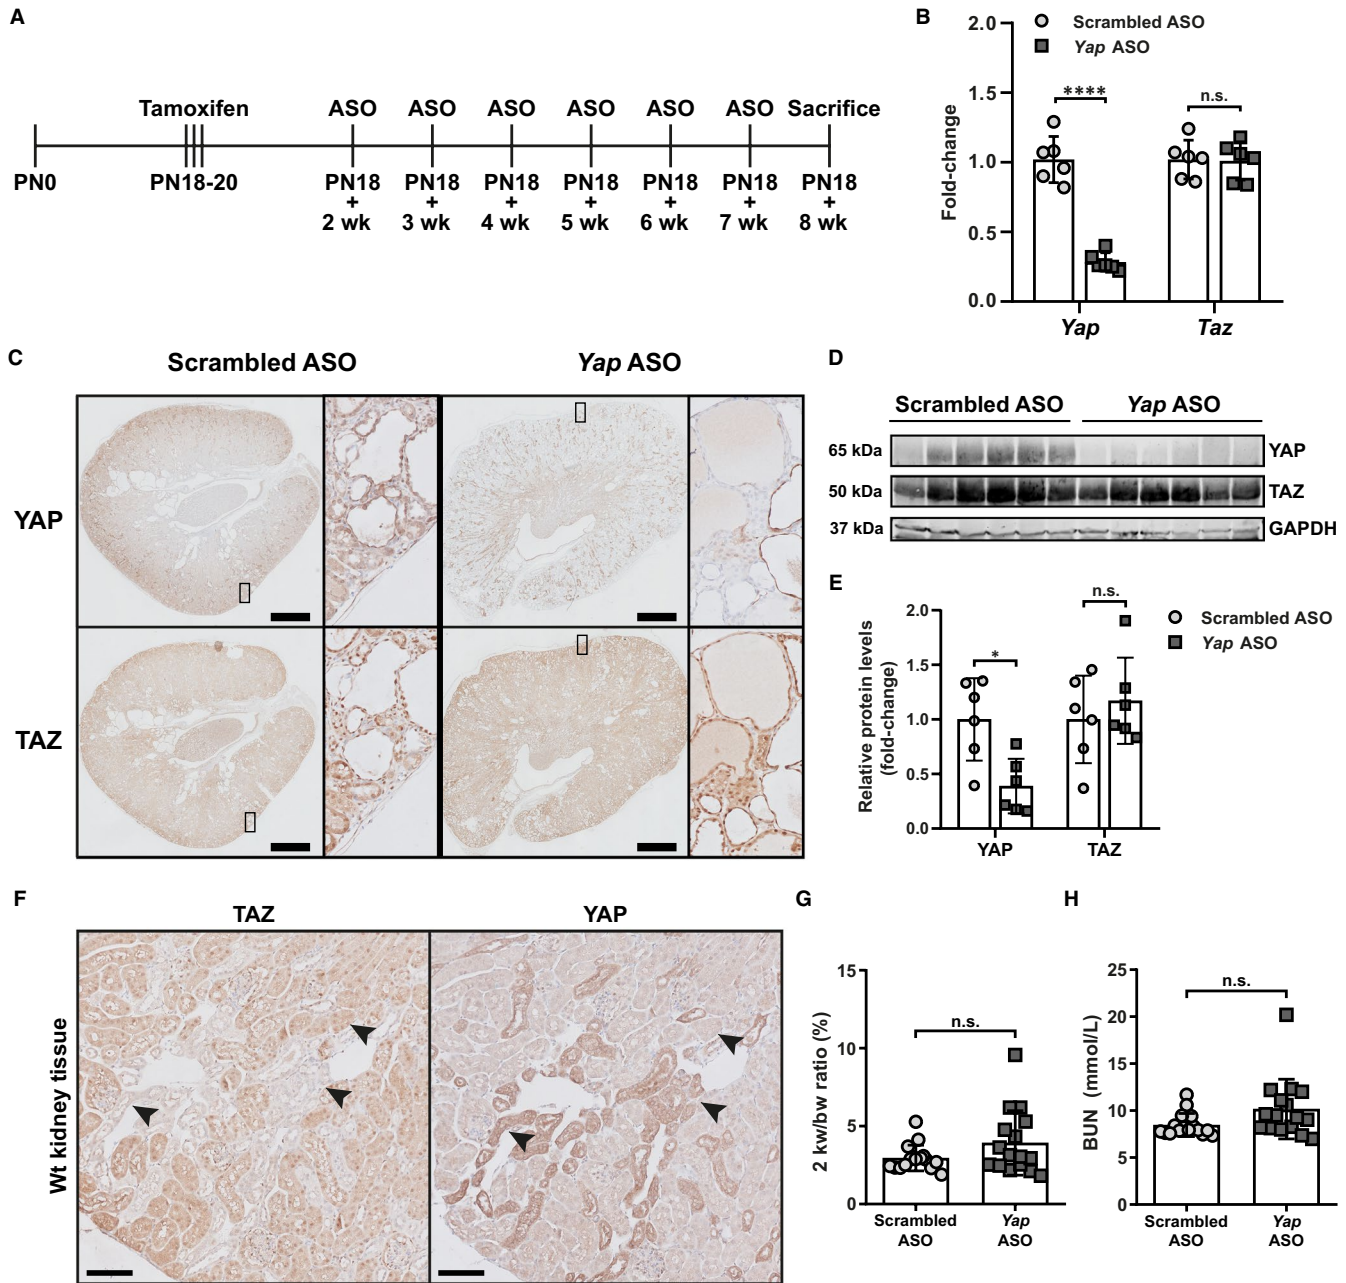 A
Tamoxifen ASO ASO ASO ASO ASO ASO Sacrifice
PN0 PN18-20 PN18 PN18 PN18 PN18 PN18 PN18 PN18
+ + + + + + +
2 wk 3 wk 4 wk 5 wk 6 wk 7 wk 8 wk
B
Scrambled ASO
Yap ASO
Fold-change
2.0
1.5
1.0
0.5
0.0
****
n.s.
Yap Taz
C
Scrambled ASO Yap ASO
YAP
TAZ
D
Scrambled ASO Yap ASO
65 kDa YAP
50 kDa TAZ
37 kDa GAPDH
E
Relative protein levels
(fold-change)
2.0
1.5
1.0
0.5
0.0
*
n.s.
Scrambled ASO
Yap ASO
YAP TAZ
F
TAZ YAP
Wt kidney tissue
G
2 kw/bw ratio (%)
15
10
5
0
n.s.
Scrambled Yap
ASO ASO
H
BUN (mmol/L)
25
20
15
10
5
0
n.s.
Scrambled Yap
ASO ASO